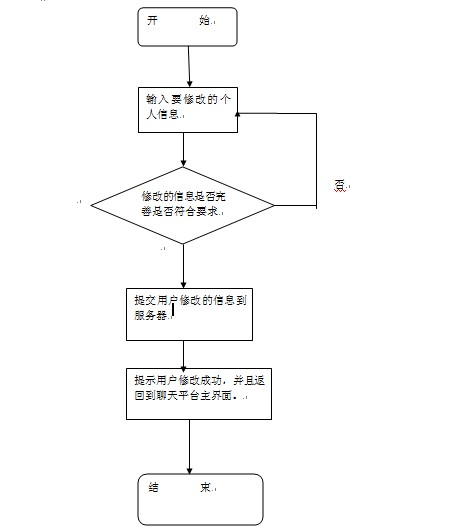 开 始
输入要修改的个
人信息
修改的信息是否完
善是否符合要求
否
提交用户修改的信息到
服务器
提示用户修改成功，并且返
回到聊天平台主界面。
结 束